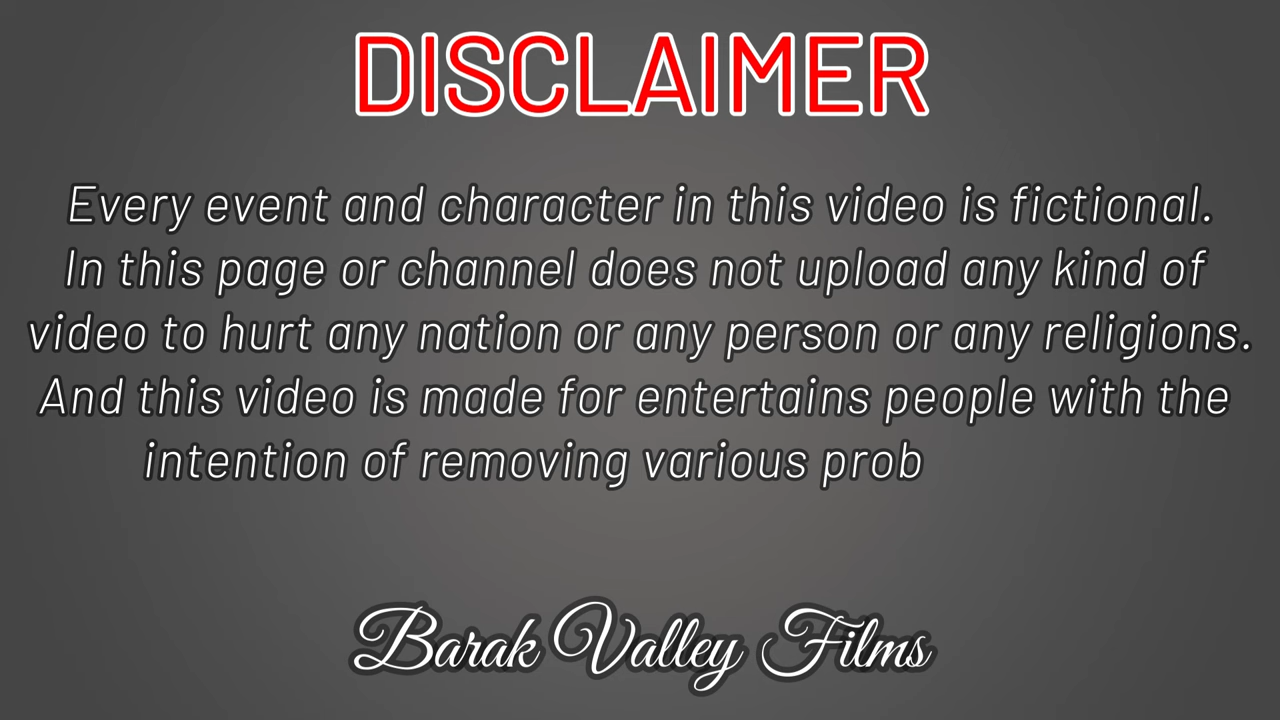 DISCLAIMER
Every event and character in this video is fictional.
In this page or channel does not upload any kind of
video to hurt any nation or any person or any religions.
And this video is made for entertains people with the
intention of removing various prob
Barak Valley Films